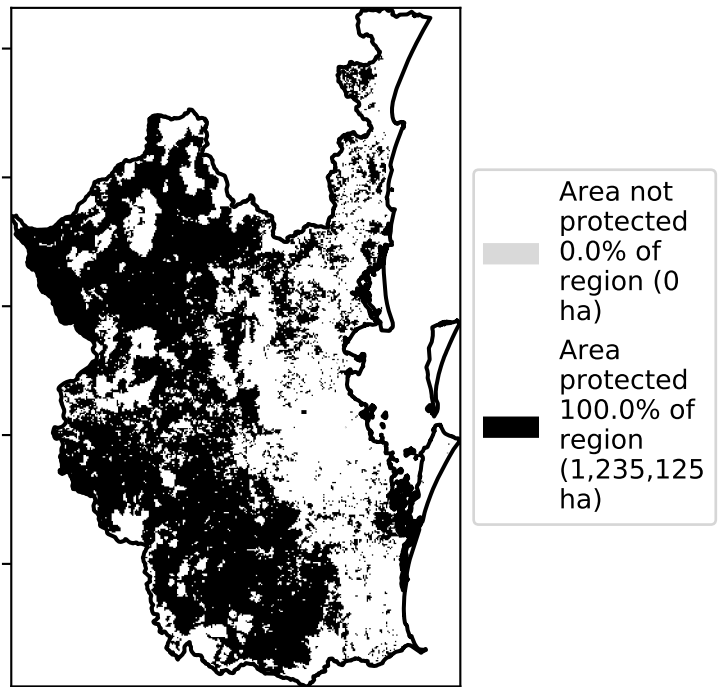 Area not
protected
0.0% of
region (0
ha)
Area
protected
100.0% of
region
(1,235,125
ha)